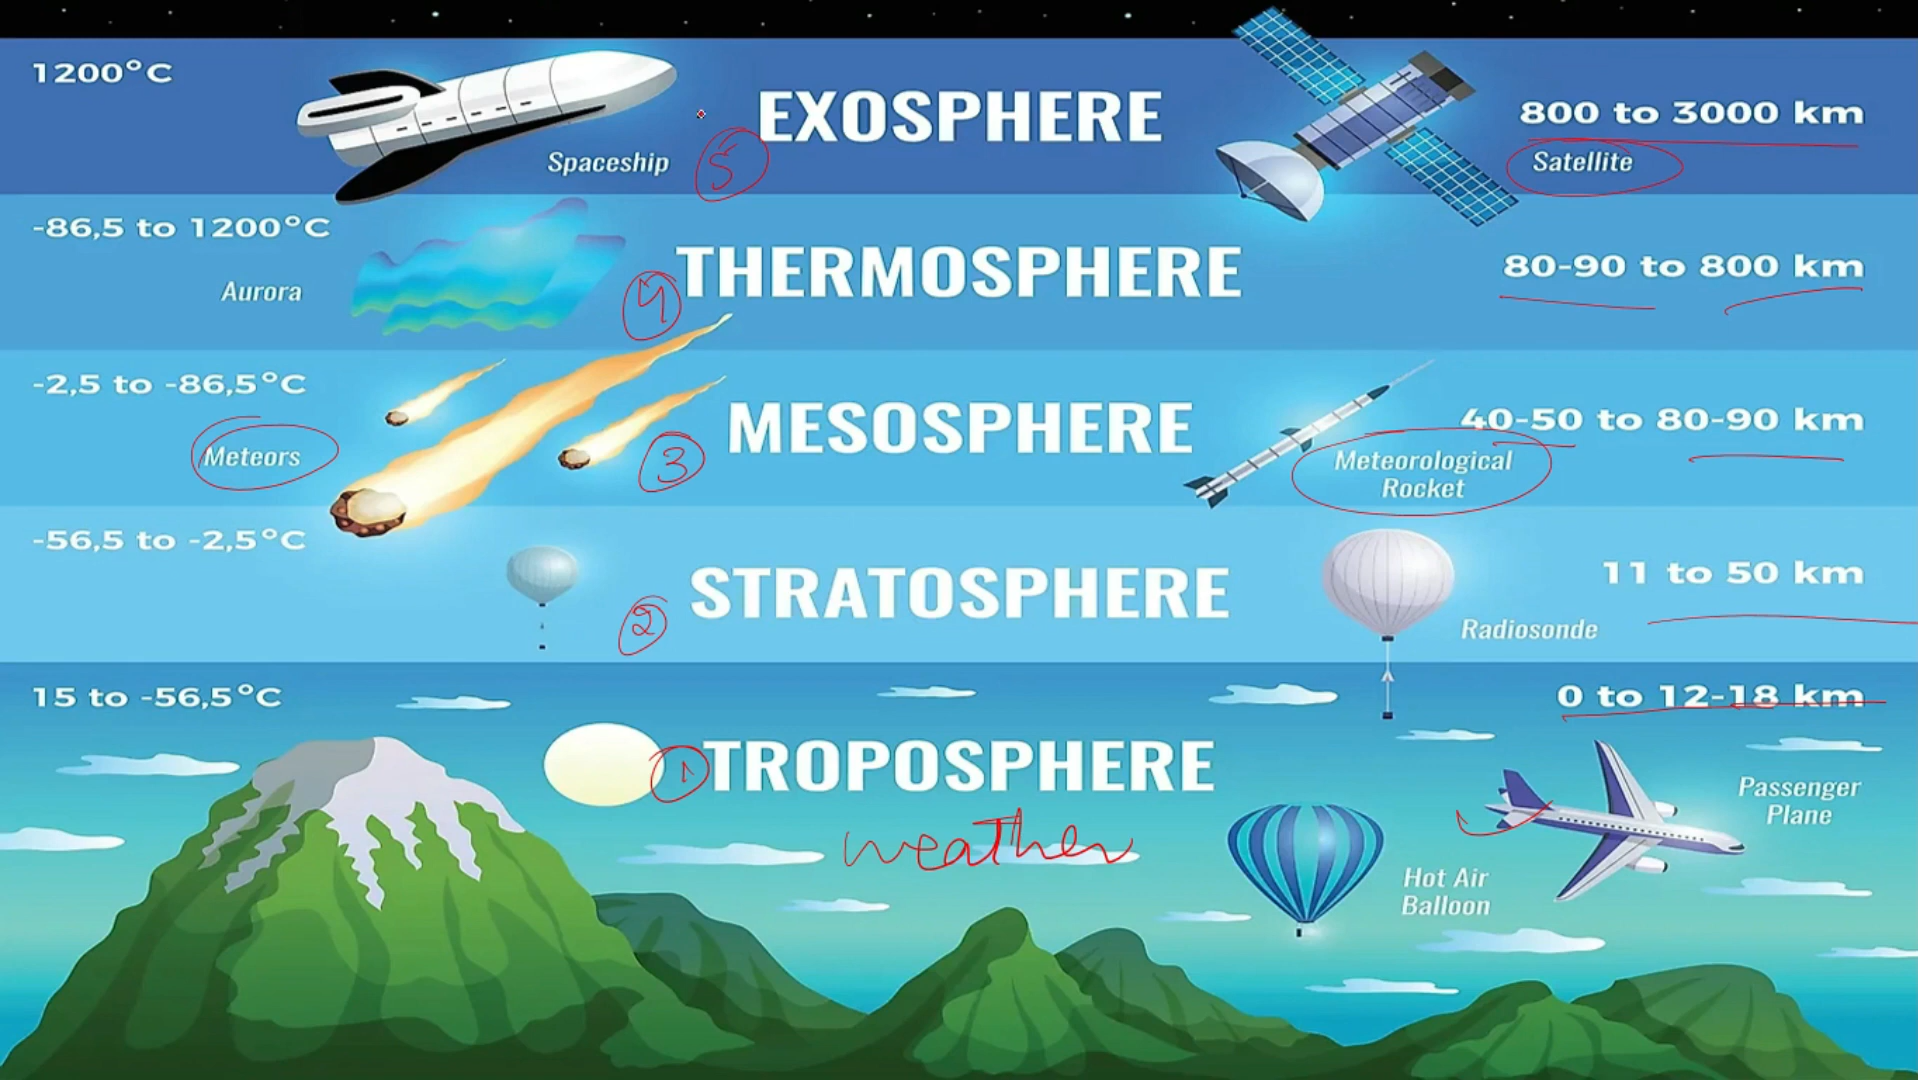 1200°C
EXOSPHERE
800 to 3000 km
Spaceship
5
Satellite
-86,5 to 1200°C
Aurora
4
THERMOSPHERE
80-90 to 800 km
-2,5 to -86,5°C
Meteors
3
MESOSPHERE
40-50 to 80-90 km
Meteorological
Rocket
-56,5 to -2,5°C
2
STRATOSPHERE
11 to 50 km
Radiosonde
15 to -56,5°C
0 to 12-18 km
1
TROPOSPHERE
weather
Passenger
Plane
Hot Air
Balloon